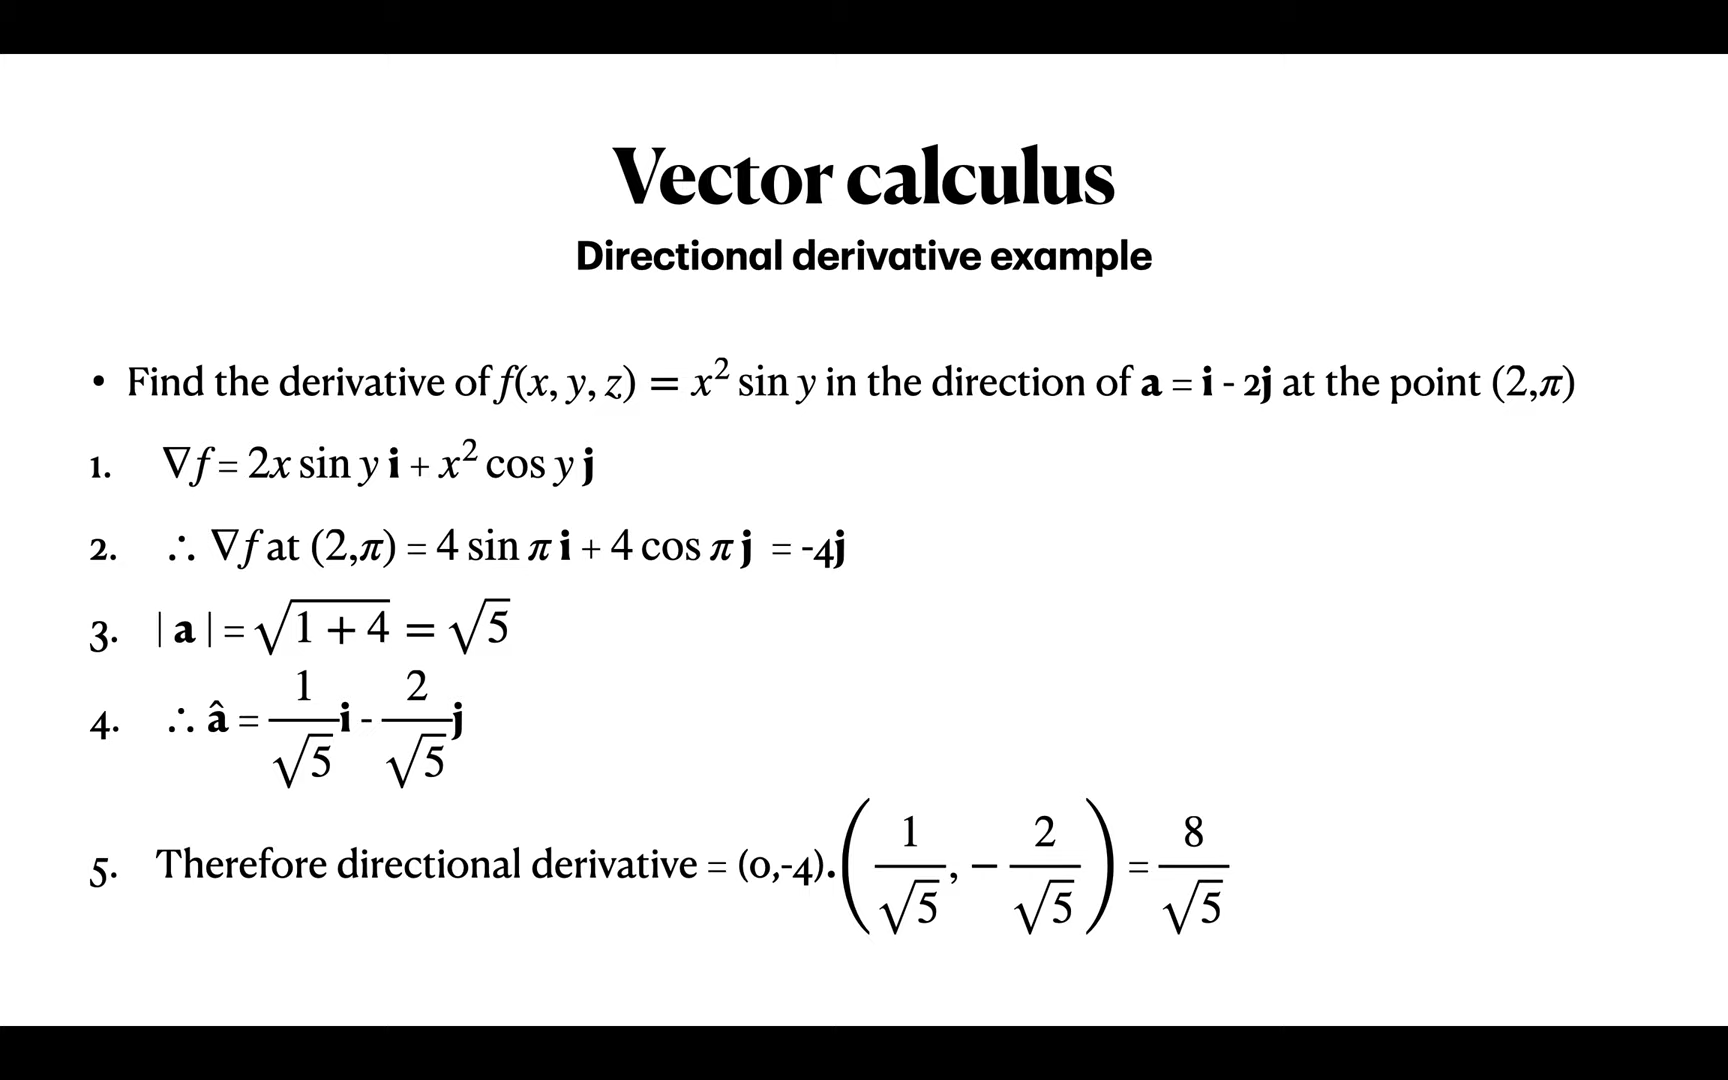 Vector calculus
Directional derivative example
• Find the derivative of f(x, y, z) = x² sin y in the direction of a = i - 2j at the point (2,π)
1. ∇f = 2x sin y i + x² cos y j
2. ∴ ∇f at (2,π) = 4 sin π i + 4 cos π j = -4j
3. | a | = √(1 + 4) = √5
4. ∴ â = 1/√5 i - 2/√5 j
5. Therefore directional derivative = (0,-4).(1/√5, − 2/√5) = 8/√5